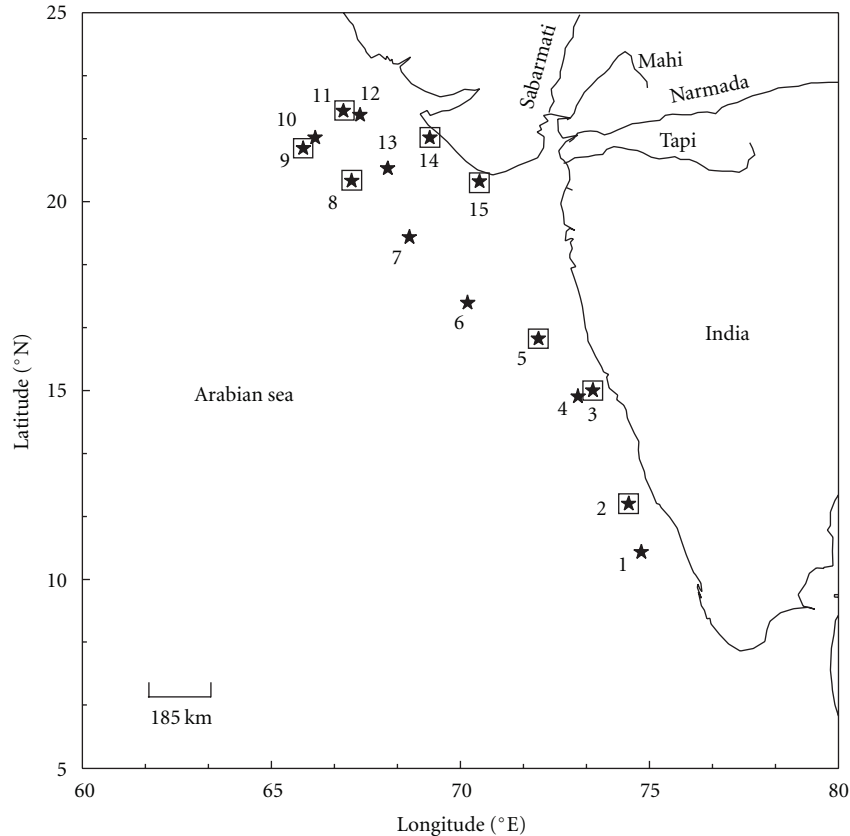 25
20
15
10
5
60
65
70
75
80
Latitude (°N)
Longitude (°E)
Sabarmati
Mahi
Narmada
Tapi
India
Arabian sea
185 km
11
12
10
9
13
14
8
15
7
6
5
4
3
2
1